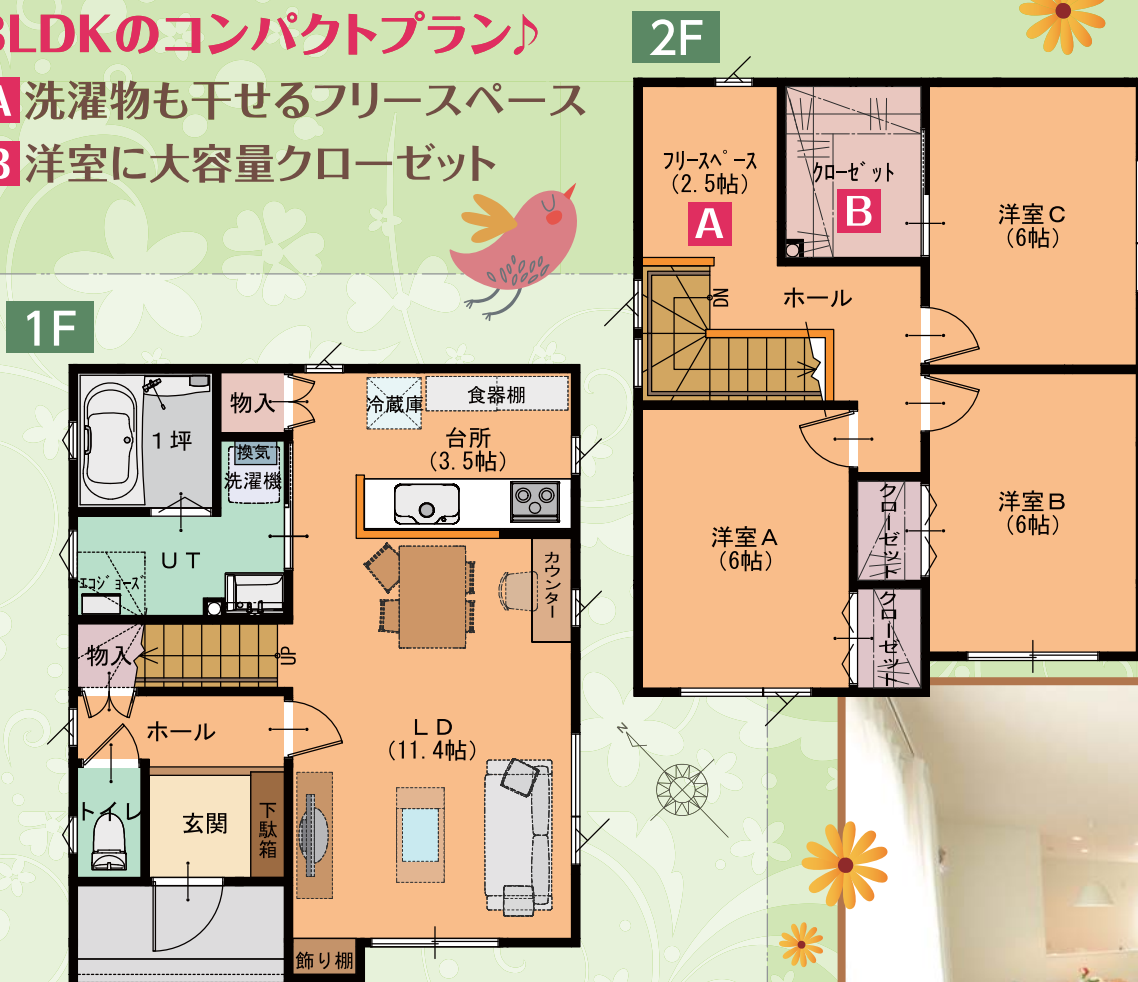 3LDKのコンパクトプラン♪
A 洗濯物も干せるフリースペース
B 洋室に大容量クローゼット
1F
1坪
物入
換気
洗濯機
冷蔵庫
食器棚
台所
(3.5帖)
UT
エコジョーズ
カウンター
物入
UP
ホール
LD
(11.4帖)
トイレ
玄関
下駄箱
飾り棚
N
2F
フリースペース
(2.5帖)
A
クローゼット
B
洋室C
(6帖)
DN
ホール
洋室A
(6帖)
クローゼット
クローゼット
洋室B
(6帖)